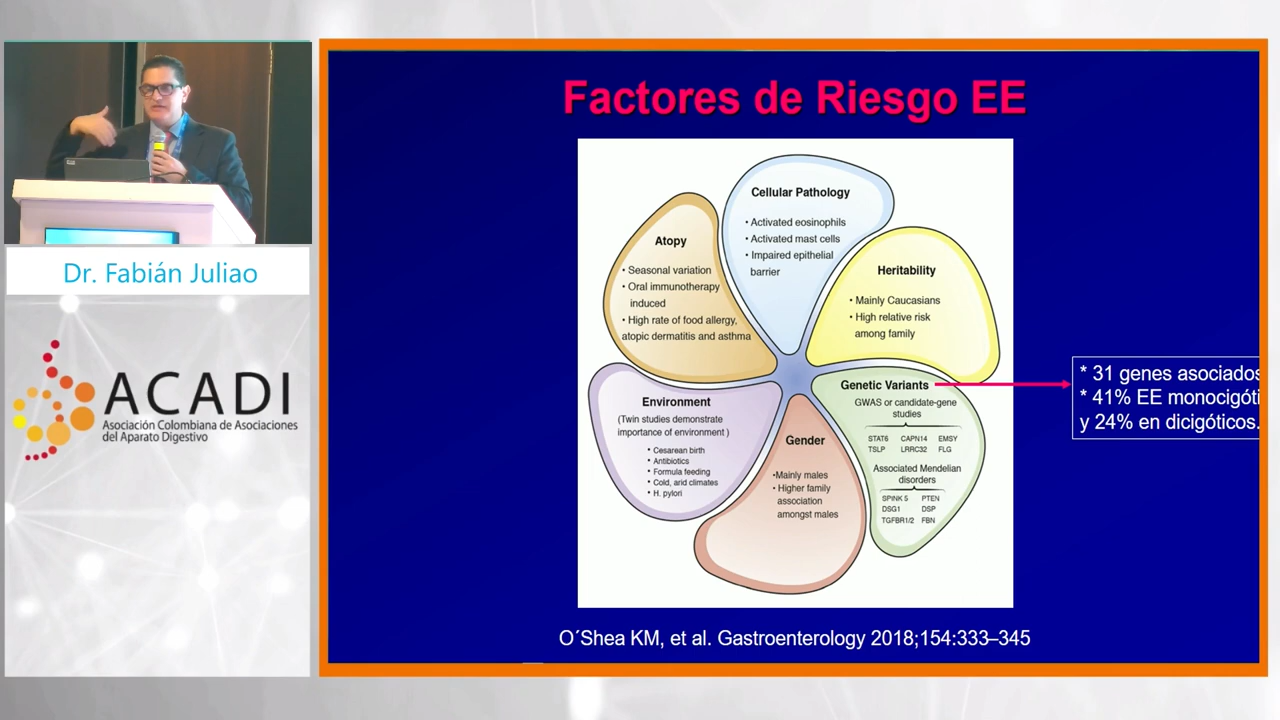 Factores de Riesgo EE
Dr. Fabián Juliao
ACADI
Asociación Colombiana de Asociaciones
del Aparato Digestivo
Cellular Pathology
• Activated eosinophils
• Activated mast cells
• Impaired epithelial
barrier
Atopy
• Seasonal variation
• Oral immunotherapy
induced
• High rate of food allergy,
atopic dermatitis and asthma
Heritability
• Mainly Caucasians
• High relative risk
among family
Environment
(Twin studies demonstrate
importance of environment )
• Cesarean birth
• Antibiotics
• Formula feeding
• Cold, arid climates
• H. pylori
Gender
•Mainly males
• Higher family
association
amongst males
Genetic Variants
GWAS or candidate-gene
studies
STAT6 CAPN14 EMSY
TSLP LRRC32 FLG
Associated Mendelian
disorders
SPINK 5 PTEN
DSG1 DSP
TGFBR1/2 FBN
* 31 genes asociados
* 41% EE monocigóti
y 24% en dicigóticos.
O´Shea KM, et al. Gastroenterology 2018;154:333–345